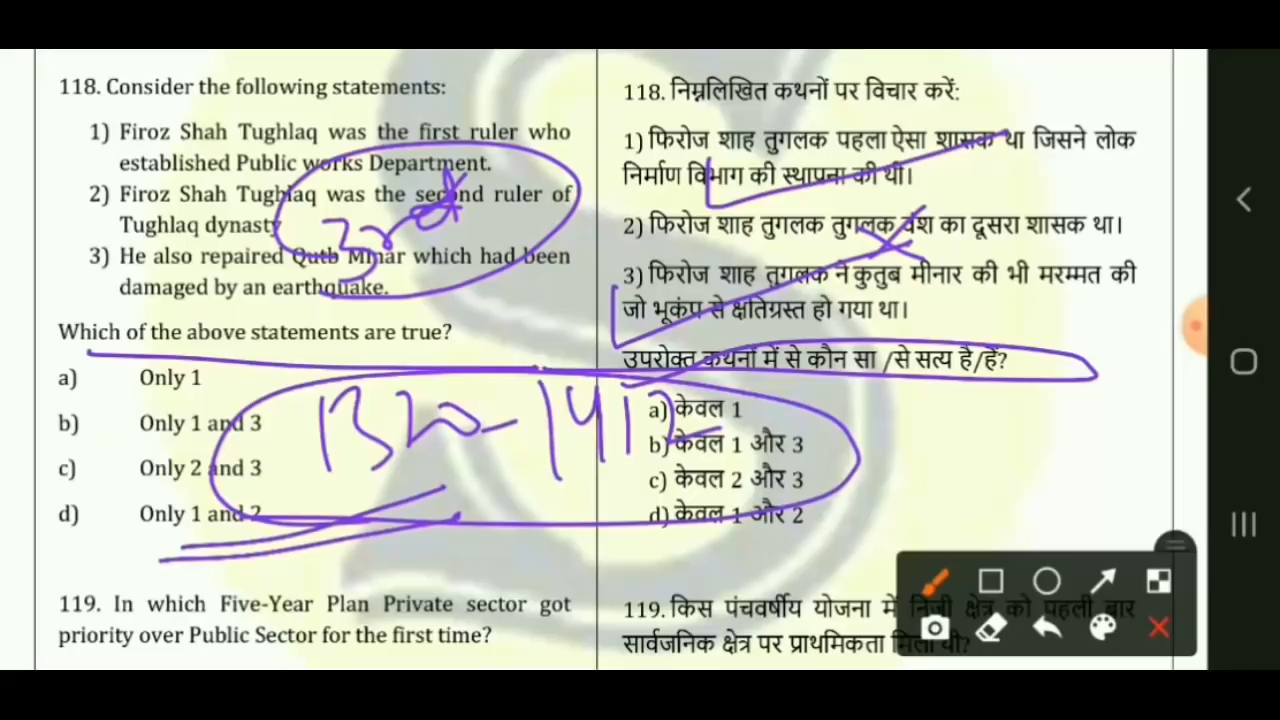 118. Consider the following statements:
1) Firoz Shah Tughlaq was the first ruler who
established Public works Department.
2) Firoz Shah Tughlaq was the second ruler of
Tughlaq dynasty
3) He also repaired Qutb Minar which had been
damaged by an earthquake.
3rd
Which of the above statements are true?
a) Only 1
b) Only 1 and 3
c) Only 2 and 3
d) Only 1 and 2
1320-1412
119. In which Five-Year Plan Private sector got
priority over Public Sector for the first time?
118. निम्नलिखित कथनों पर विचार करें:
1) फिरोज शाह तुगलक पहला ऐसा शासक था जिसने लोक
निर्माण विभाग की स्थापना की थी।
2) फिरोज शाह तुगलक तुगलक वंश का दूसरा शासक था।
3) फिरोज शाह तुगलक ने कुतुब मीनार की भी मरम्मत की
जो भूकंप से क्षतिग्रस्त हो गया था।
उपरोक्त कथनों में से कौन सा /से सत्य है/हैं?
a) केवल 1
b) केवल 1 और 3
c) केवल 2 और 3
d) केवल 1 और 2
119. किस पंचवर्षीय योजना में निजी क्षेत्र को पहली बार
सार्वजनिक क्षेत्र पर प्राथमिकता मिली थी?